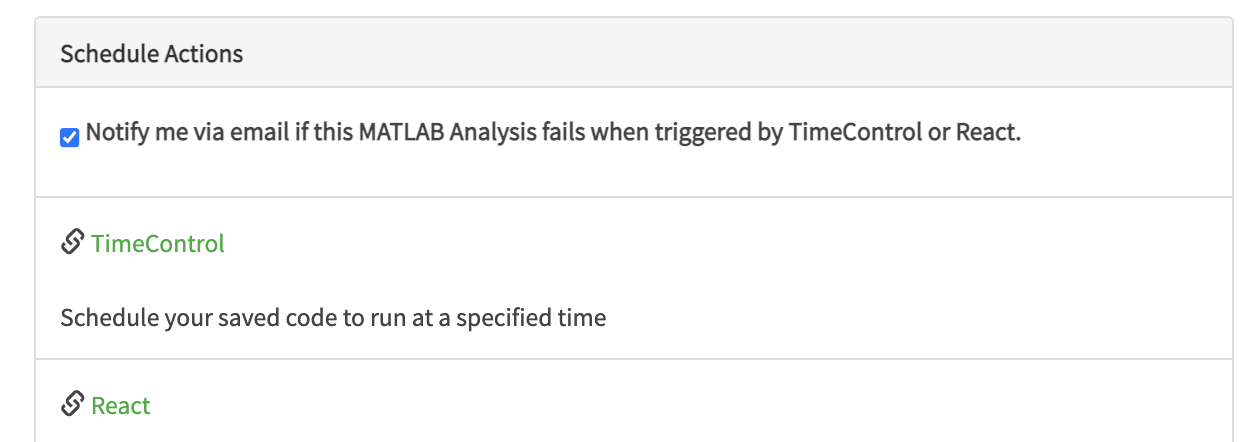 Schedule Actions
Notify me via email if this MATLAB Analysis fails when triggered by TimeControl or React.
TimeControl
Schedule your saved code to run at a specified time
React